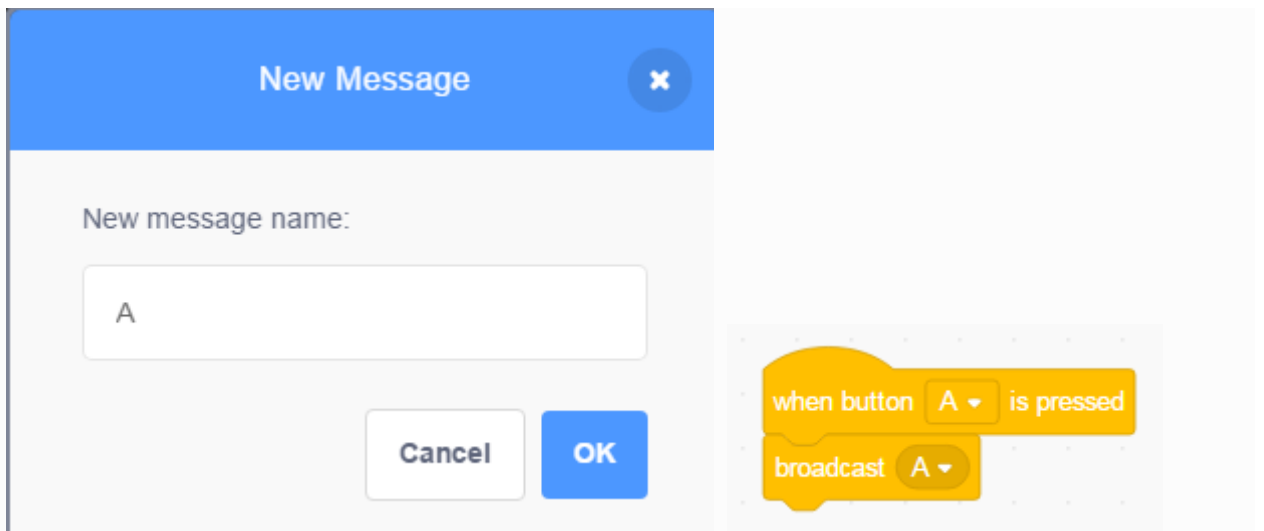 New Message
New message name:
A
Cancel
OK
when button A is pressed
broadcast A